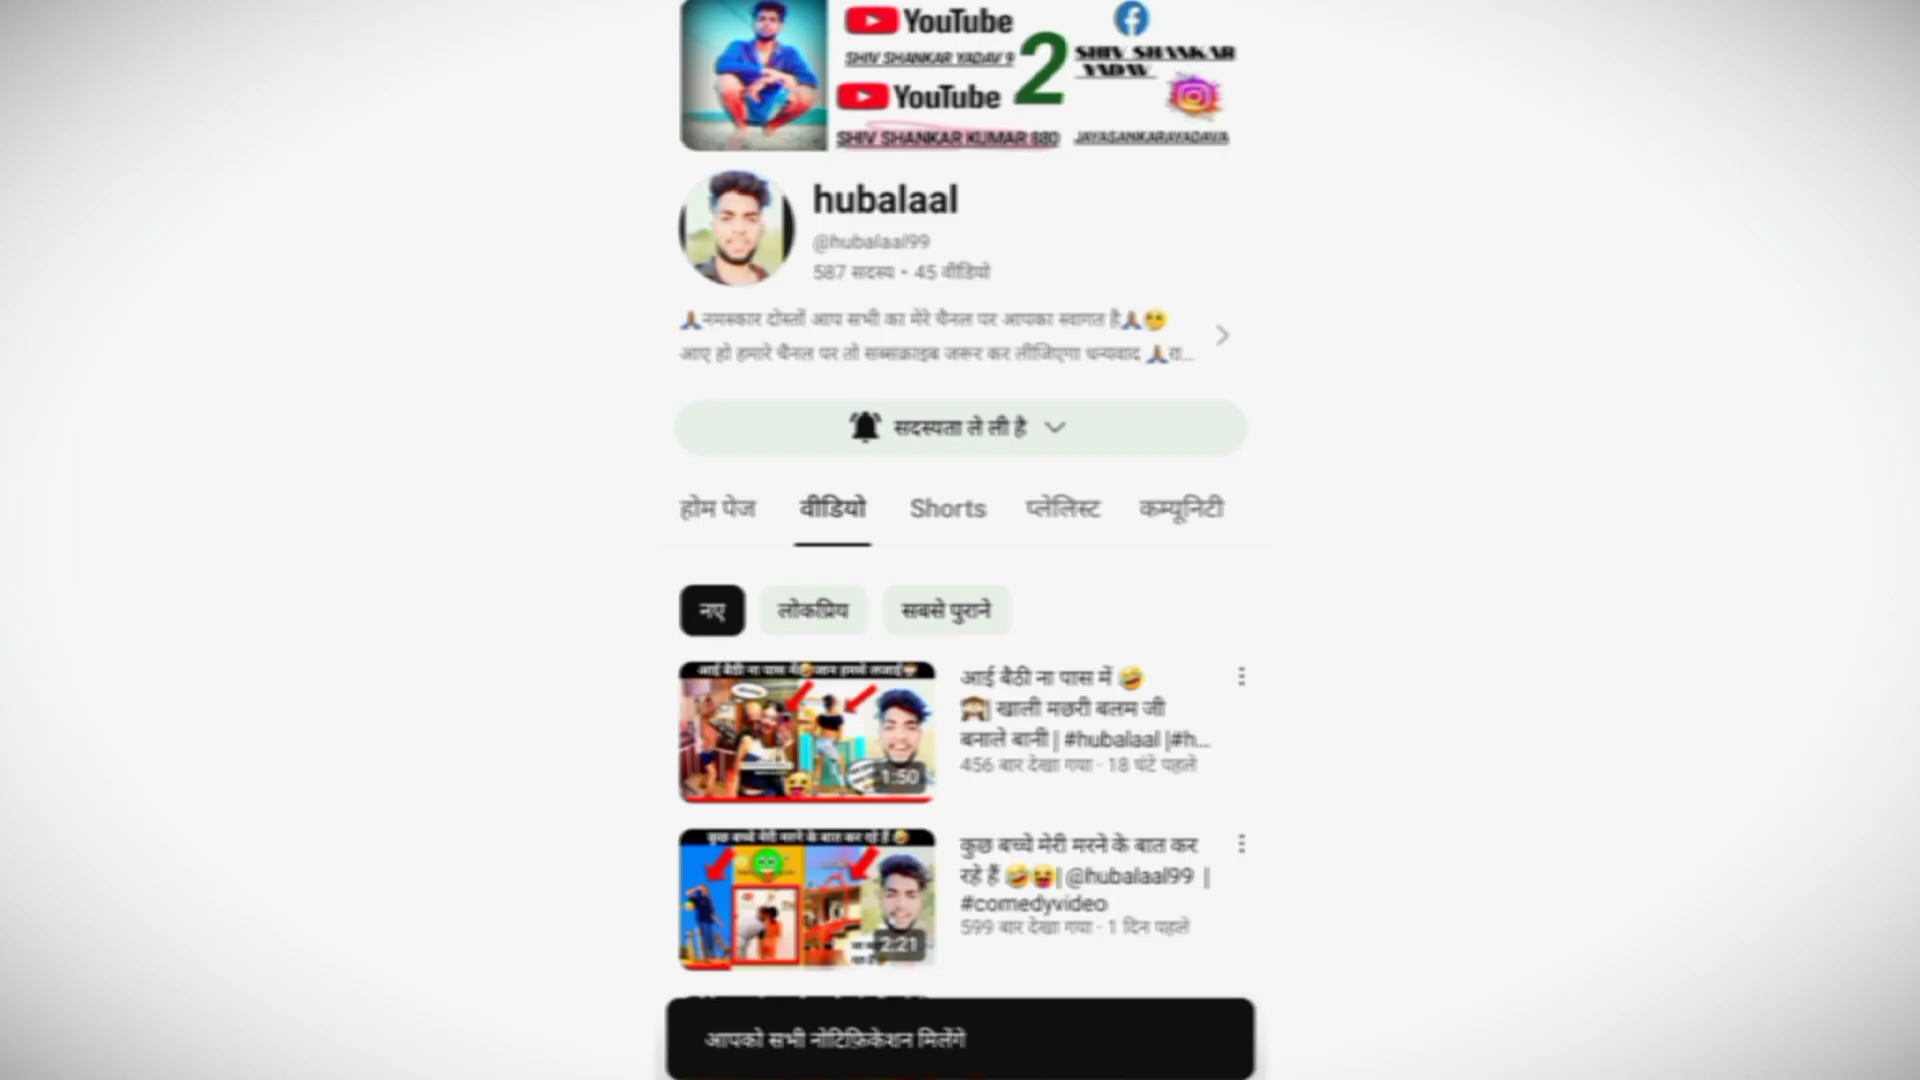 YouTube
SHIV SHANKAR YADAV 9
2
SHIV SHANKAR
YADAV
YouTube
SHIV SHANKAR KUMAR 880
JAYASANKARAYADAVA
hubalaal
@hubalaal99
587 सदस्य • 45 वीडियो
🙏नमस्कार दोस्तों आप सभी का मेरे चैनल पर आपका स्वागत है🙏😁
आए हो हमारे चैनल पर तो सब्सक्राइब जरूर कर लीजिएगा धन्यवाद 🙏रा...
सदस्यता ले ली है
होम पेज वीडियो Shorts प्लेलिस्ट कम्यूनिटी
नए लोकप्रिय सबसे पुराने
आई बैठी ना पास में🤣जान हमसे लजाई
1:50
आई बैठी ना पास में 🤣
🙈| खाली मछरी बलम जी
बनाले बानी | #hubalaal |#h...
456 बार देखा गया · 18 घंटे पहले
कुछ बच्चे मेरी मरने के बात कर रहे हैं 🤣
2:21
कुछ बच्चे मेरी मरने के बात कर
रहे हैं 🤣😝| @hubalaal99 |
#comedyvideo
599 बार देखा गया · 1 दिन पहले
आपको सभी नोटिफ़िकेशन मिलेंगे